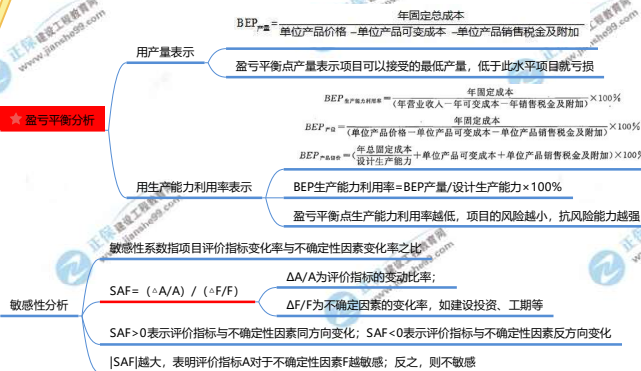 盈亏平衡分析
用产量表示
BEP产量=年固定总成本/(单位产品价格 −单位产品可变成本 −单位产品销售税金及附加)
盈亏平衡点产量表示项目可以接受的最低产量，低于此水平项目就亏损
用生产能力利用率表示
BEP生产能力利用率=年固定成本/(年营业收入−年可变成本−年销售税金及附加)×100%
BEP产量=年固定成本/(单位产品价格−单位产品可变成本−单位产品销售税金及附加)×100%
BEP产品售价=(年总固定成本/设计生产能力+单位产品可变成本+单位产品销售税金及附加)×100%
BEP生产能力利用率=BEP产量/设计生产能力×100%
盈亏平衡点生产能力利用率越低，项目的风险越小，抗风险能力越强
敏感性分析
敏感性系数指项目评价指标变化率与不确定性因素变化率之比
SAF=（△A/A）/（△F/F）
ΔA/A为评价指标的变动比率；
ΔF/F为不确定因素的变化率，如建设投资、工期等
SAF>0表示评价指标与不确定性因素同方向变化；SAF<0表示评价指标与不确定性因素反方向变化
|SAF|越大，表明评价指标A对于不确定性因素F越敏感；反之，则不敏感
正保建设工程教育网
www.jianshe99.com